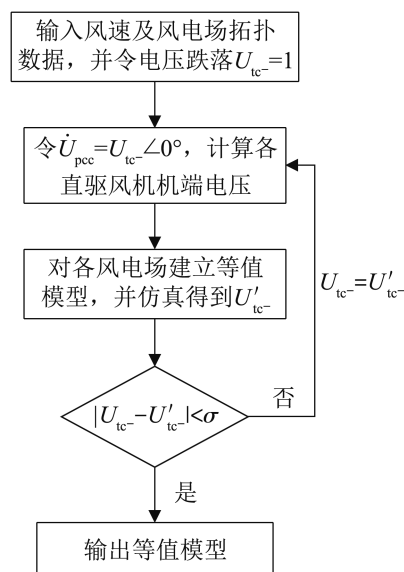 输入风速及风电场拓扑
数据，并令电压跌落U_tc-=1
令U̇_pcc=U_tc-∠0°，计算各
直驱风机机端电压
对各风电场建立等值
模型，并仿真得到U′_tc-
U_tc-=U′_tc-
|U_tc-−U′_tc-|<σ
否
是
输出等值模型